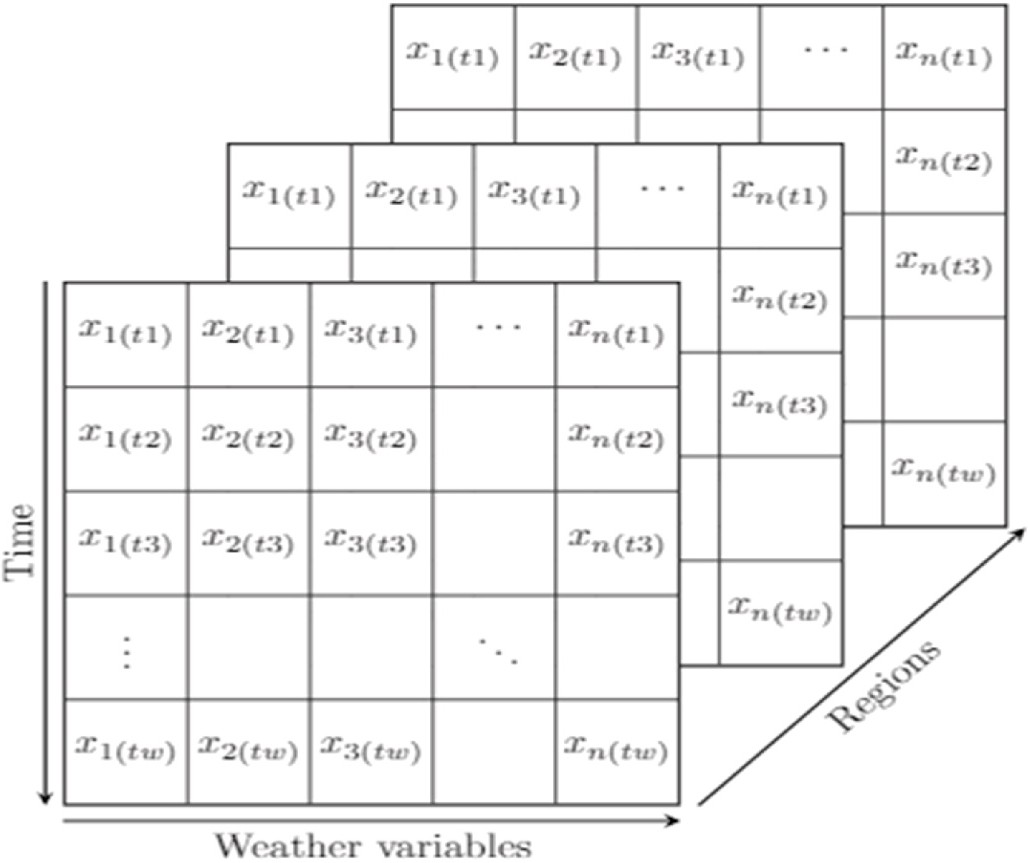 x1(t1) x2(t1) x3(t1) ··· xn(t1)
xn(t2)
xn(t3)
xn(tw)
x1(t1) x2(t1) x3(t1) ··· xn(t1)
xn(t2)
xn(t3)
xn(tw)
x1(t1) x2(t1) x3(t1) ··· xn(t1)
x1(t2) x2(t2) x3(t2) xn(t2)
x1(t3) x2(t3) x3(t3) xn(t3)
⋮ ⋱
x1(tw) x2(tw) x3(tw) xn(tw)
Time
Weather variables
Regions